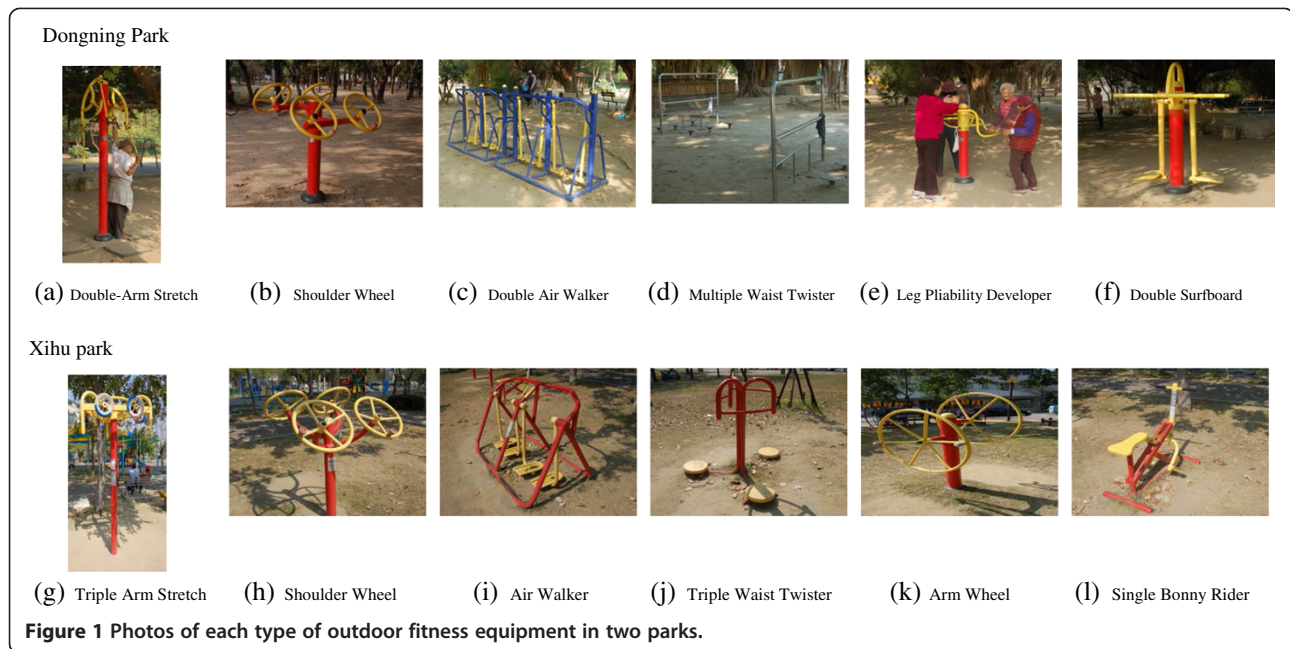 Dongning Park
(a) Double-Arm Stretch
(b) Shoulder Wheel
(c) Double Air Walker
(d) Multiple Waist Twister
(e) Leg Pliability Developer
(f) Double Surfboard
Xihu park
(g) Triple Arm Stretch
(h) Shoulder Wheel
(i) Air Walker
(j) Triple Waist Twister
(k) Arm Wheel
(l) Single Bonny Rider
Figure 1 Photos of each type of outdoor fitness equipment in two parks.